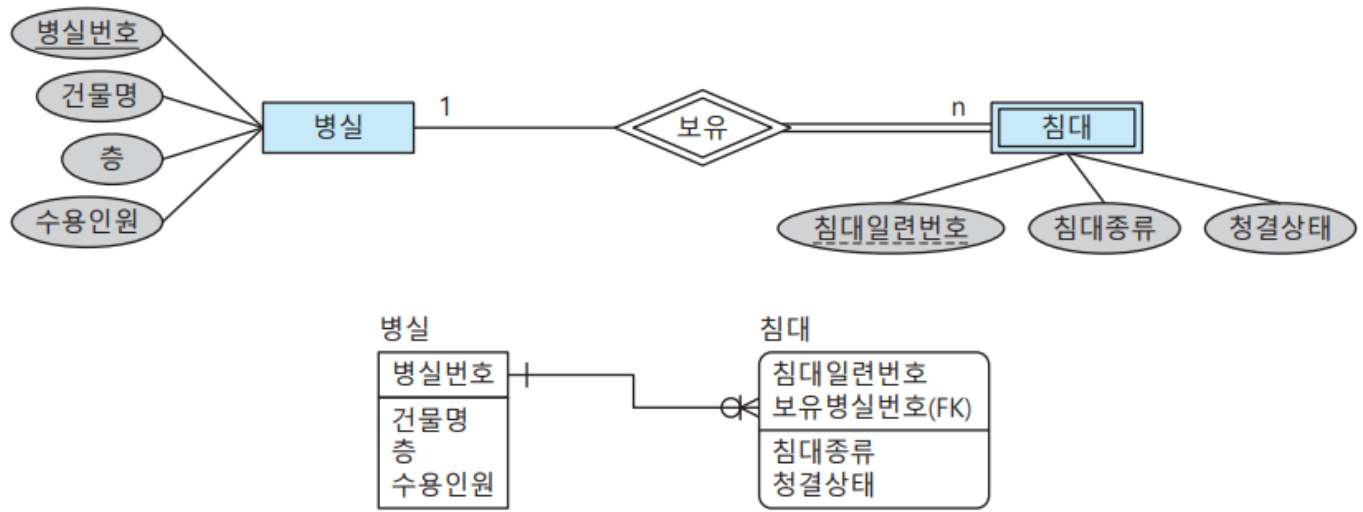 병실번호
건물명
층
수용인원
병실
1
보유
n
침대
침대일련번호
침대종류
청결상태
병실
병실번호
건물명
층
수용인원
침대
침대일련번호
보유병실번호(FK)
침대종류
청결상태